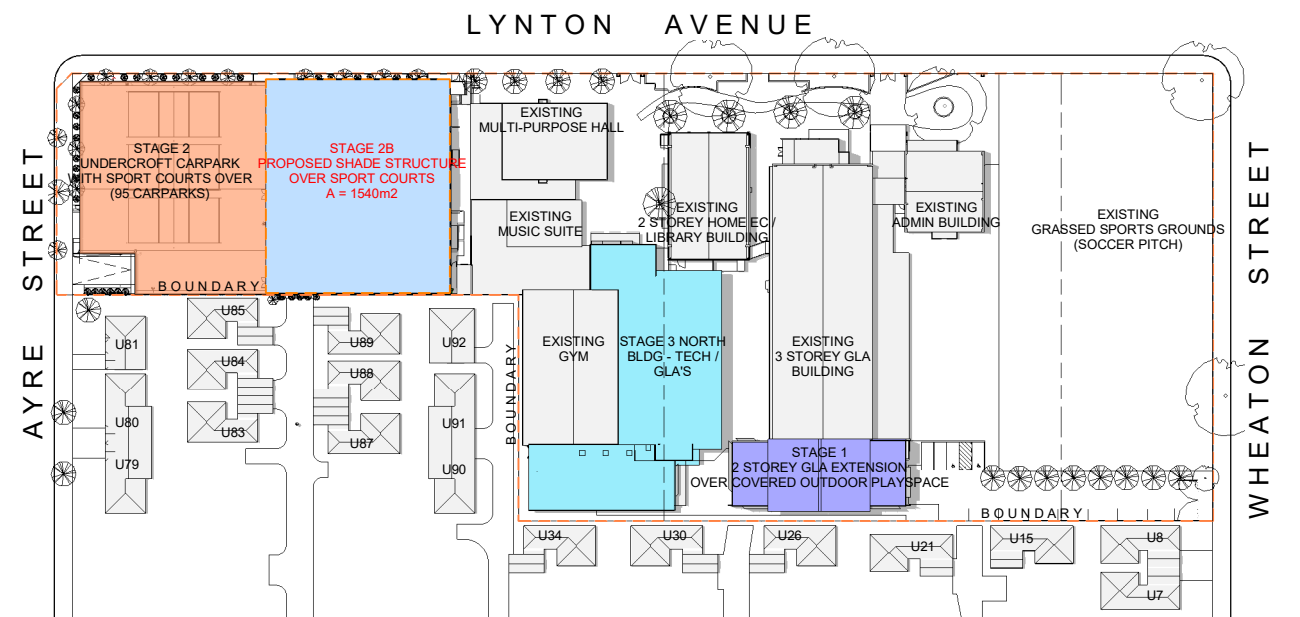 LYNTON AVENUE
AYRE STREET
WHEATON STREET
STAGE 2
UNDERCROFT CARPARK
WITH SPORT COURTS OVER
(95 CARPARKS)
STAGE 2B
PROPOSED SHADE STRUCTURE
OVER SPORT COURTS
A = 1540m2
EXISTING
MULTI-PURPOSE HALL
EXISTING
MUSIC SUITE
EXISTING
2 STOREY HOME EC /
LIBRARY BUILDING
EXISTING
ADMIN BUILDING
EXISTING
GRASSED SPORTS GROUNDS
(SOCCER PITCH)
BOUNDARY
EXISTING
GYM
STAGE 3 NORTH
BLDG - TECH /
GLA'S
EXISTING
3 STOREY GLA
BUILDING
BOUNDARY
STAGE 1
2 STOREY GLA EXTENSION
OVER COVERED OUTDOOR PLAYSPACE
BOUNDARY
U85
U81
U84
U80
U83
U79
U89
U88
U87
U92
U91
U90
U34
U30
U26
U21
U15
U8
U7